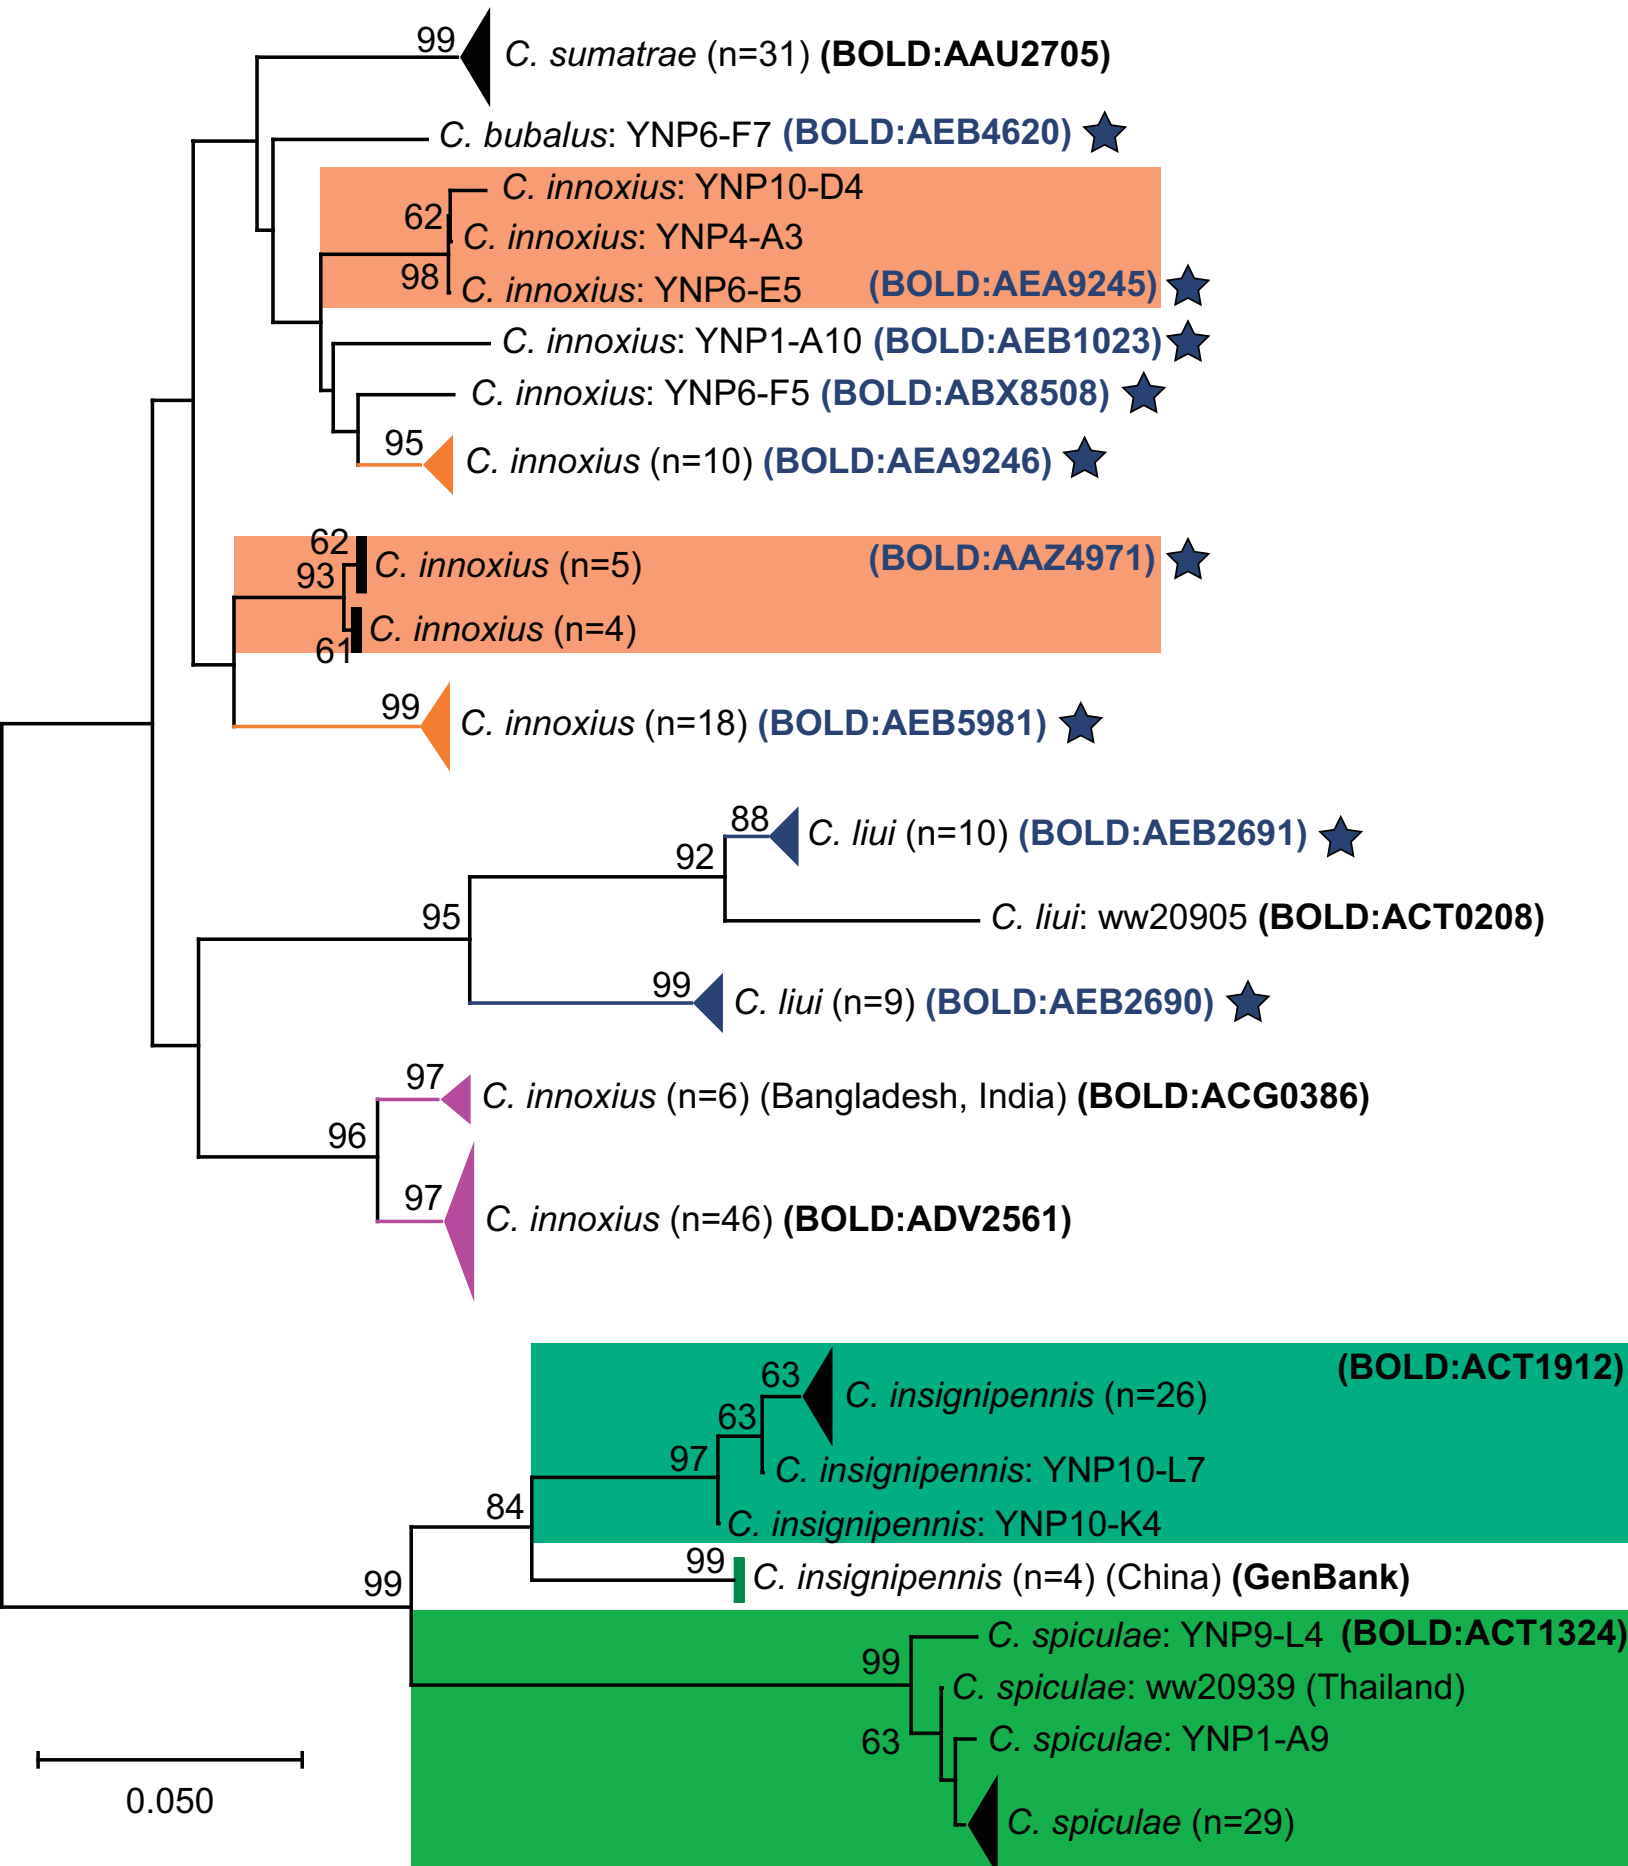 99 C. sumatrae (n=31) (BOLD:AAU2705)
C. bubalus: YNP6-F7 (BOLD:AEB4620)
C. innoxius: YNP10-D4
62
C. innoxius: YNP4-A3
98 C. innoxius: YNP6-E5 (BOLD:AEA9245)
C. innoxius: YNP1-A10 (BOLD:AEB1023)
C. innoxius: YNP6-F5 (BOLD:ABX8508)
95 C. innoxius (n=10) (BOLD:AEA9246)
62
93 C. innoxius (n=5) (BOLD:AAZ4971)
C. innoxius (n=4)
61
99 C. innoxius (n=18) (BOLD:AEB5981)
88 C. liui (n=10) (BOLD:AEB2691)
92
95 C. liui: ww20905 (BOLD:ACT0208)
99 C. liui (n=9) (BOLD:AEB2690)
97 C. innoxius (n=6) (Bangladesh, India) (BOLD:ACG0386)
96
97 C. innoxius (n=46) (BOLD:ADV2561)
(BOLD:ACT1912)
63 C. insignipennis (n=26)
63
97 C. insignipennis: YNP10-L7
84 C. insignipennis: YNP10-K4
99 C. insignipennis (n=4) (China) (GenBank)
99
C. spiculae: YNP9-L4 (BOLD:ACT1324)
99
C. spiculae: ww20939 (Thailand)
63 C. spiculae: YNP1-A9
0.050
C. spiculae (n=29)